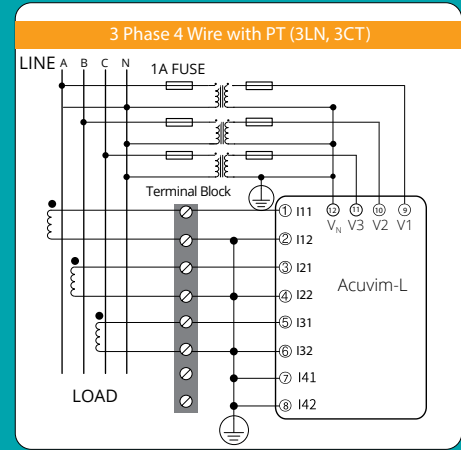 3 Phase 4 Wire with PT (3LN, 3CT)
LINE A B C N
1A FUSE
Terminal Block
12 11 10 9
VN V3 V2 V1
1 I11
2 I12
3 I21
4 I22
5 I31
6 I32
7 I41
8 I42
Acuvim-L
LOAD